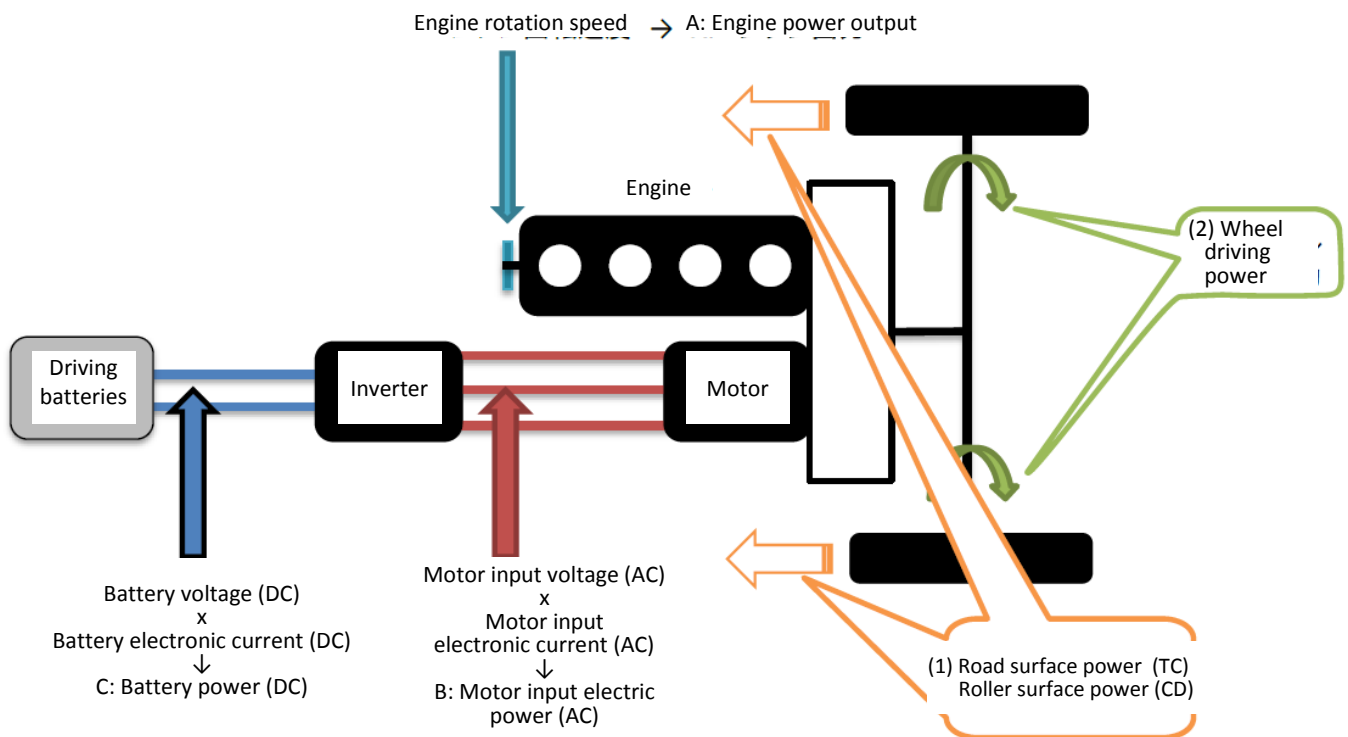 Engine rotation speed → A: Engine power output
Engine
(2) Wheel
driving
power
Driving
batteries
Inverter
Motor
Battery voltage (DC)
x
Battery electronic current (DC)
↓
C: Battery power (DC)
Motor input voltage (AC)
x
Motor input
electronic current (AC)
↓
B: Motor input electric
power (AC)
(1) Road surface power (TC)
Roller surface power (CD)